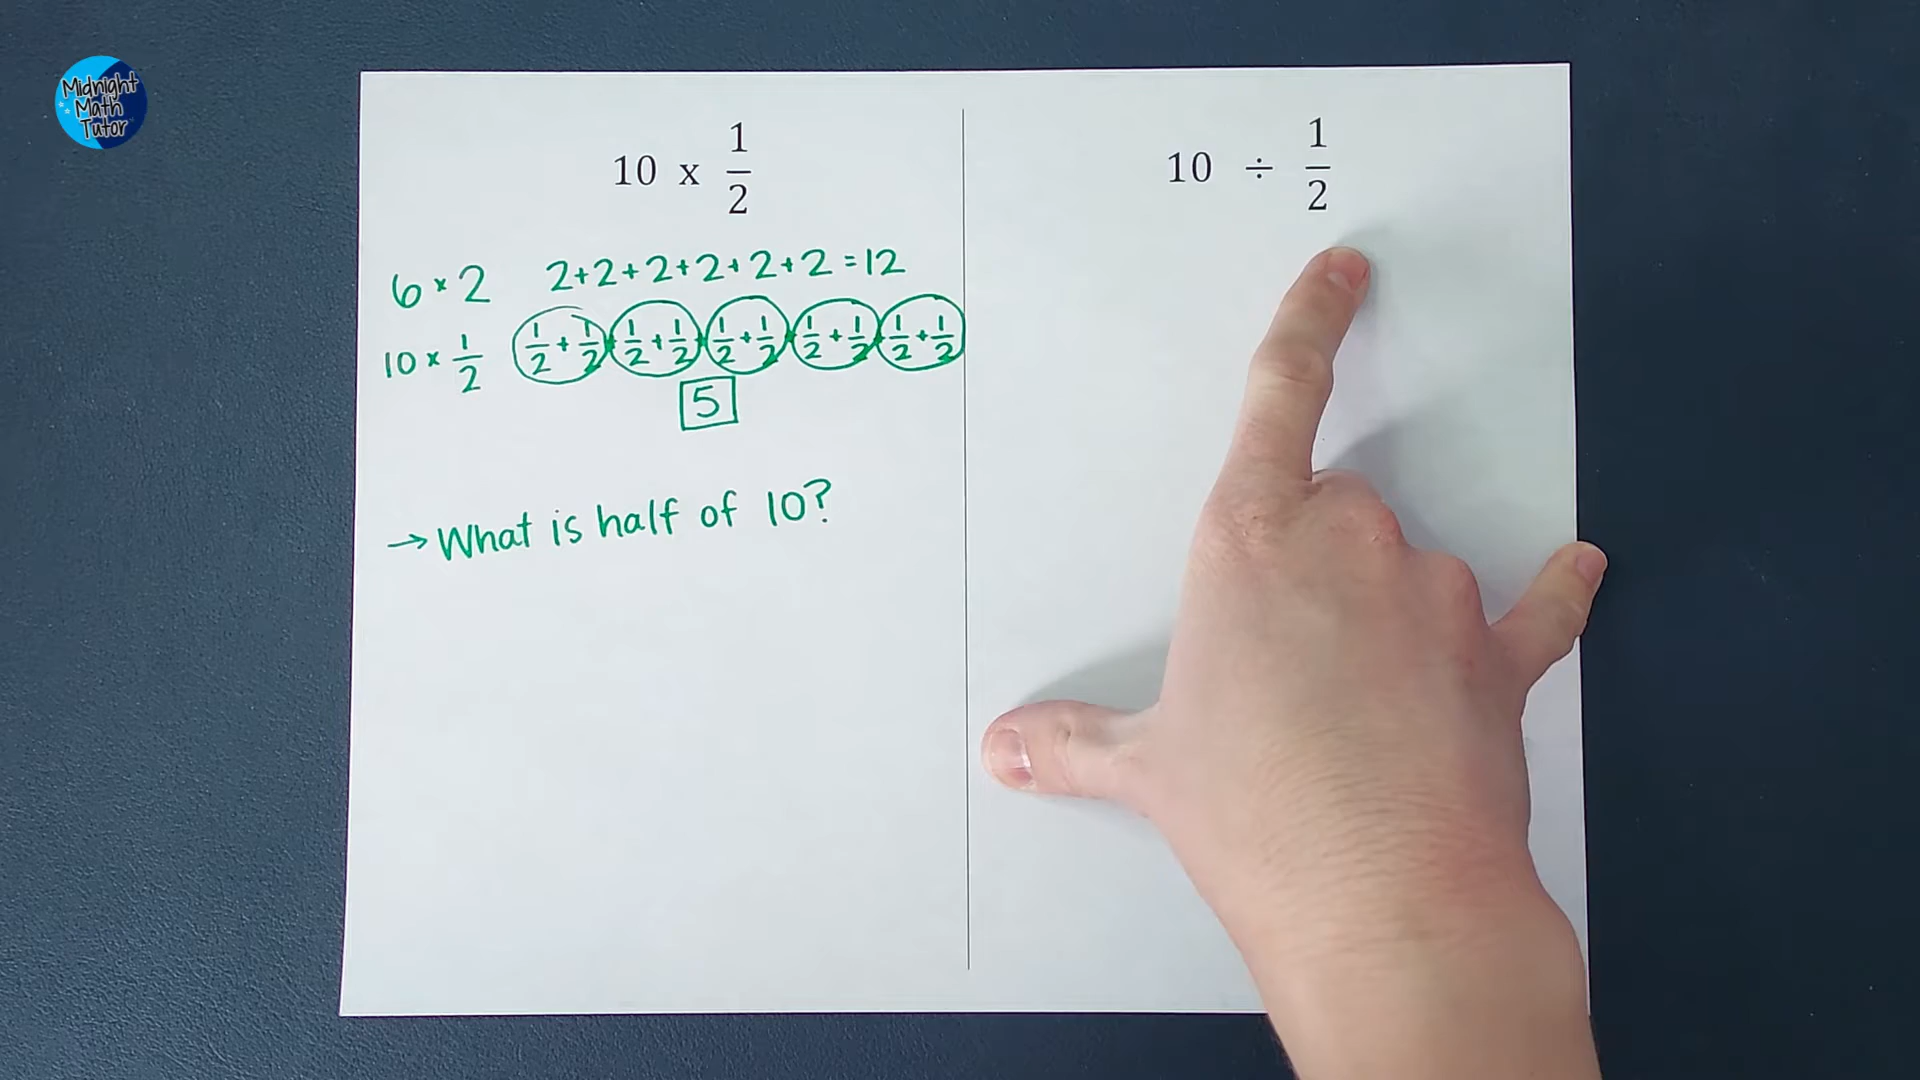 Midnight
Math
Tutor
10 x 1/2
6 × 2 2+2+2+2+2+2=12
10 × 1/2 1/2 + 1/2 + 1/2 + 1/2 + 1/2 + 1/2 + 1/2 + 1/2 + 1/2 + 1/2
5
→ What is half of 10?
10 ÷ 1/2